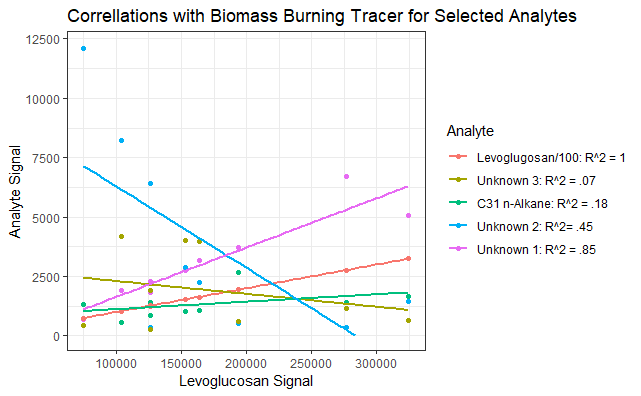 Correllations with Biomass Burning Tracer for Selected Analytes
12500
10000
7500
5000
2500
0
Analyte Signal
100000 150000 200000 250000 300000
Levoglucosan Signal
Analyte
Levoglugosan/100: R^2 = 1
Unknown 3: R^2 = .07
C31 n-Alkane: R^2 = .18
Unknown 2: R^2= .45
Unknown 1: R^2 = .85